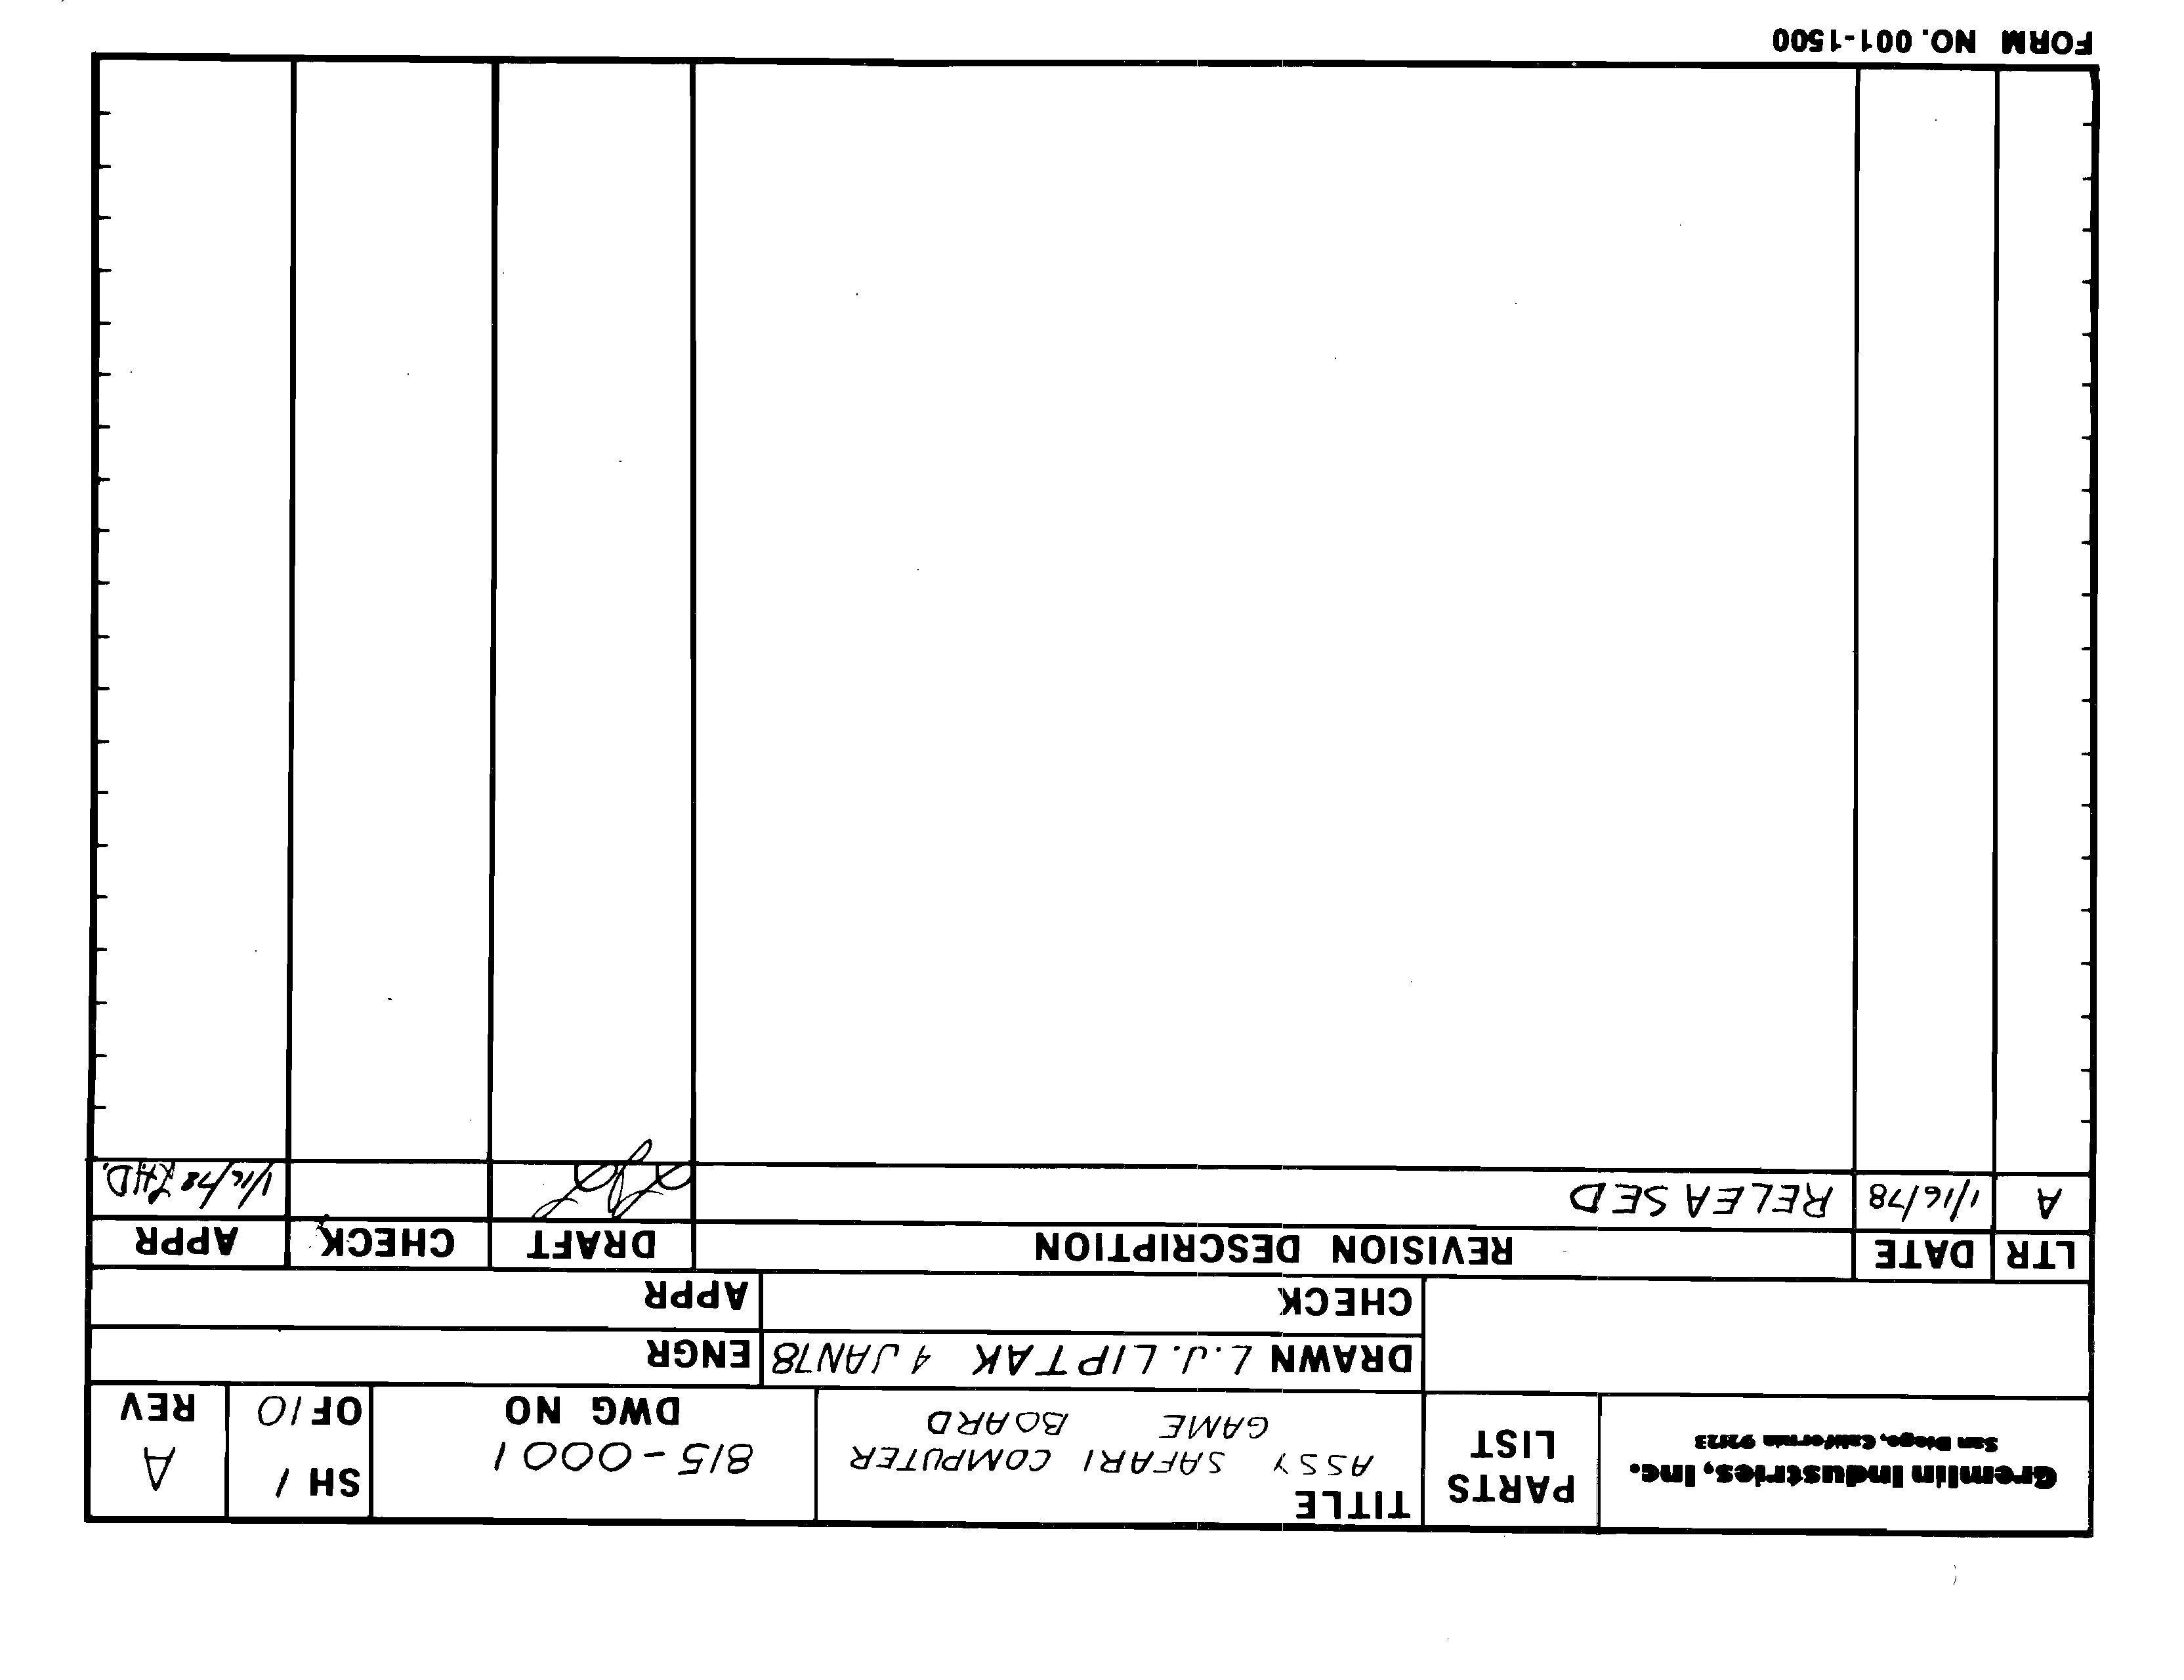 Gremlin Industries, Inc.
San Diego, California 92123
PARTS
LIST
TITLE
ASSY SAFARI COMPUTER
GAME BOARD
815-0001
DWG NO
SH 1
OF 10
A
REV
DRAWN L.J. LIPTAK 4 JAN 78
ENGR
CHECK
APPR
LTR DATE REVISION DESCRIPTION DRAFT CHECK APPR
A 1/16/78 RELEASED 1/16/78
FORM NO. 001-1500